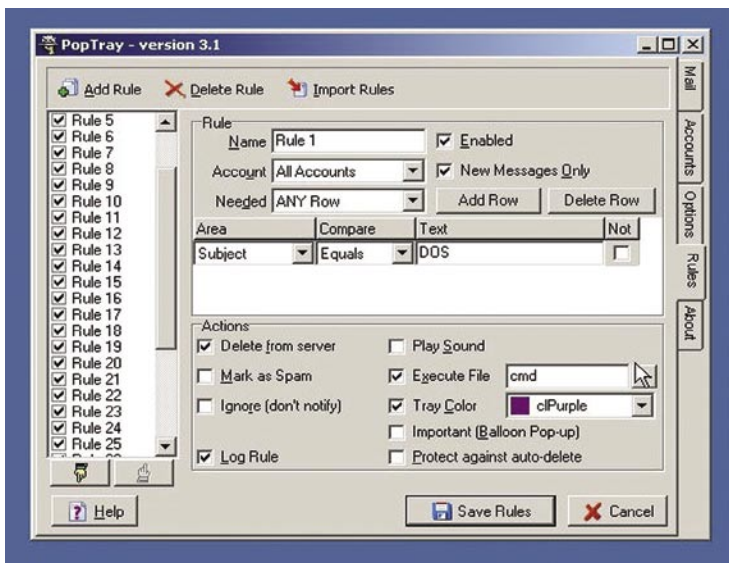 PopTray - version 3.1
Add Rule Delete Rule Import Rules
Mail
Accounts
Options
Rules
About
Rule 5
Rule 6
Rule 7
Rule 8
Rule 9
Rule 10
Rule 11
Rule 12
Rule 13
Rule 14
Rule 15
Rule 16
Rule 17
Rule 18
Rule 19
Rule 20
Rule 21
Rule 22
Rule 23
Rule 24
Rule 25
Rule
Name Rule 1 Enabled
Account All Accounts New Messages Only
Needed ANY Row Add Row Delete Row
Area Compare Text Not
Subject Equals DOS
Actions
Delete from server Play Sound
Mark as Spam Execute File cmd
Ignore (don't notify) Tray Color clPurple
Important (Balloon Pop-up)
Log Rule Protect against auto-delete
Help Save Rules Cancel